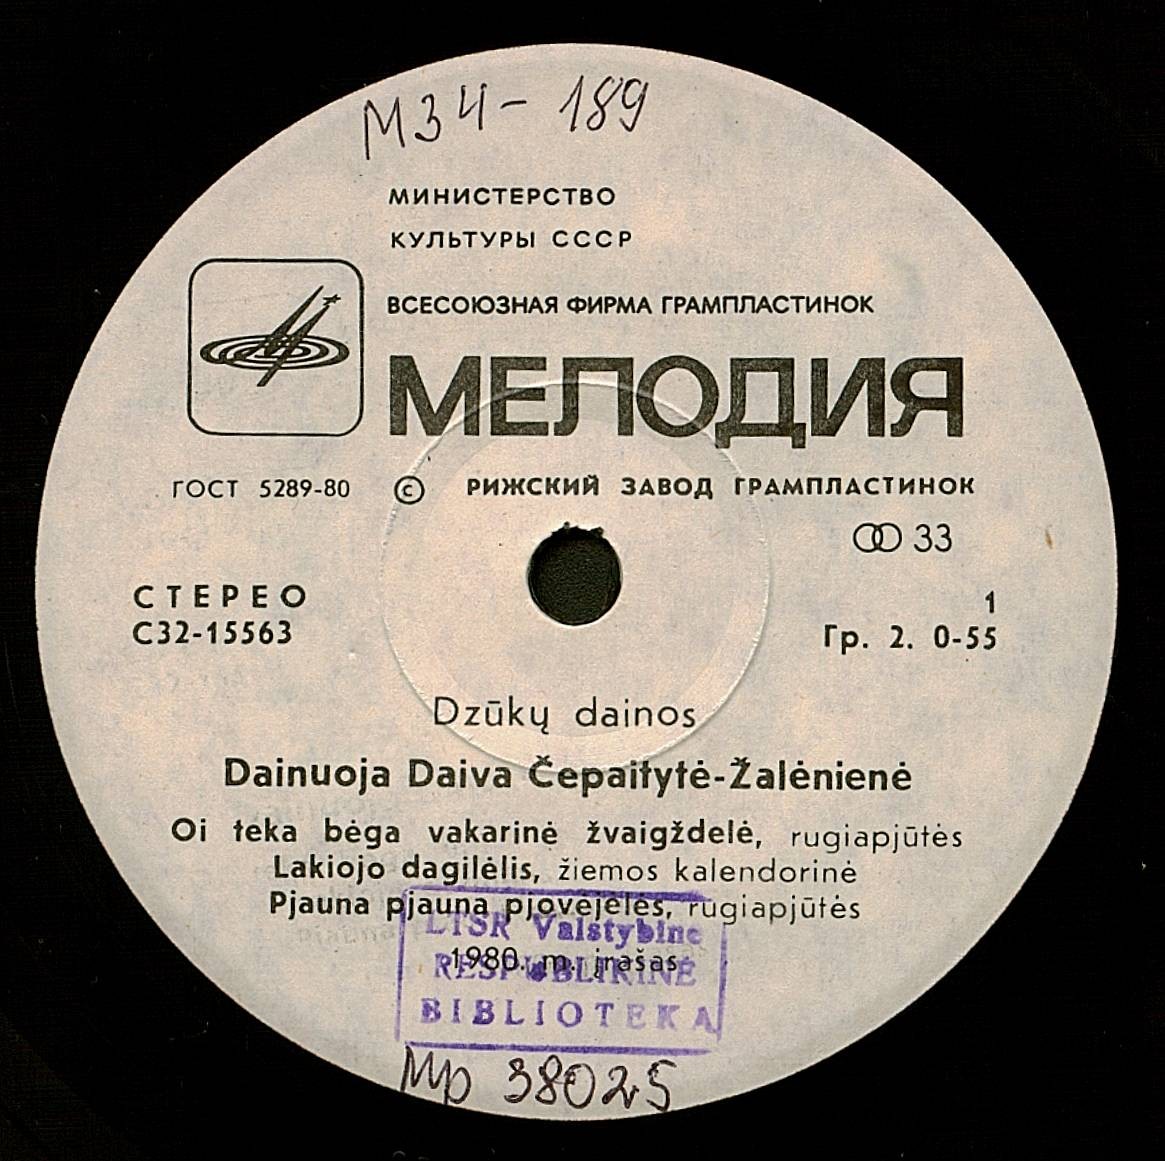 МЗЧ-189
МИНИСТЕРСТВО
КУЛЬТУРЫ СССР
ВСЕСОЮЗНАЯ ФИРМА ГРАМПЛАСТИНОК
МЕЛОДИЯ
ГОСТ 5289-80 © РИЖСКИЙ ЗАВОД ГРАМПЛАСТИНОК
33
СТЕРЕО 1
С32-15563 Гр. 2. 0-55
Dzūkų dainos
Dainuoja Daiva Čepaitytė-Žalėnienė
Oi teka bėga vakarinė žvaigždelė, rugiapjūtės
Lakiojo dagilėlis, žiemos kalendorinė
Pjauna pjauna pjovėjėlės, rugiapjūtės
LTSR Valstybinė
1980. m. įrašas
RESPUBLIKINĖ
BIBLIOTEKA
Mp 38025